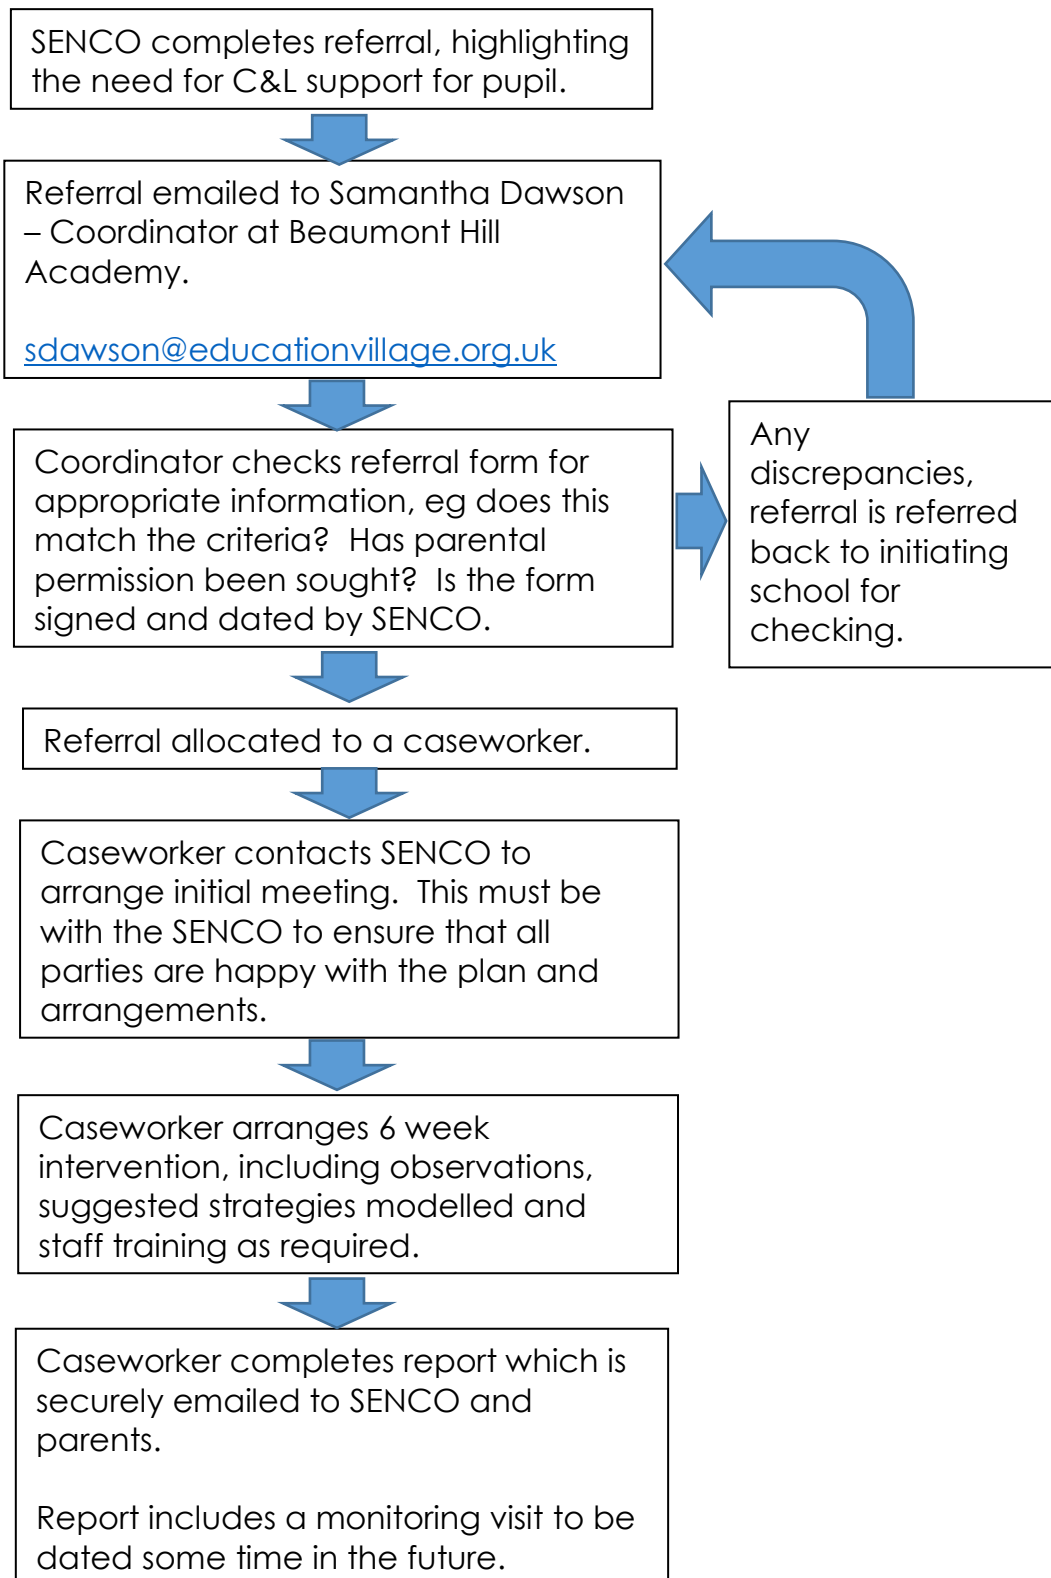 SENCO completes referral, highlighting
the need for C&L support for pupil.
Referral emailed to Samantha Dawson
– Coordinator at Beaumont Hill
Academy.
sdawson@educationvillage.org.uk
Coordinator checks referral form for
appropriate information, eg does this
match the criteria? Has parental
permission been sought? Is the form
signed and dated by SENCO.
Any
discrepancies,
referral is referred
back to initiating
school for
checking.
Referral allocated to a caseworker.
Caseworker contacts SENCO to
arrange initial meeting. This must be
with the SENCO to ensure that all
parties are happy with the plan and
arrangements.
Caseworker arranges 6 week
intervention, including observations,
suggested strategies modelled and
staff training as required.
Caseworker completes report which is
securely emailed to SENCO and
parents.
Report includes a monitoring visit to be
dated some time in the future.